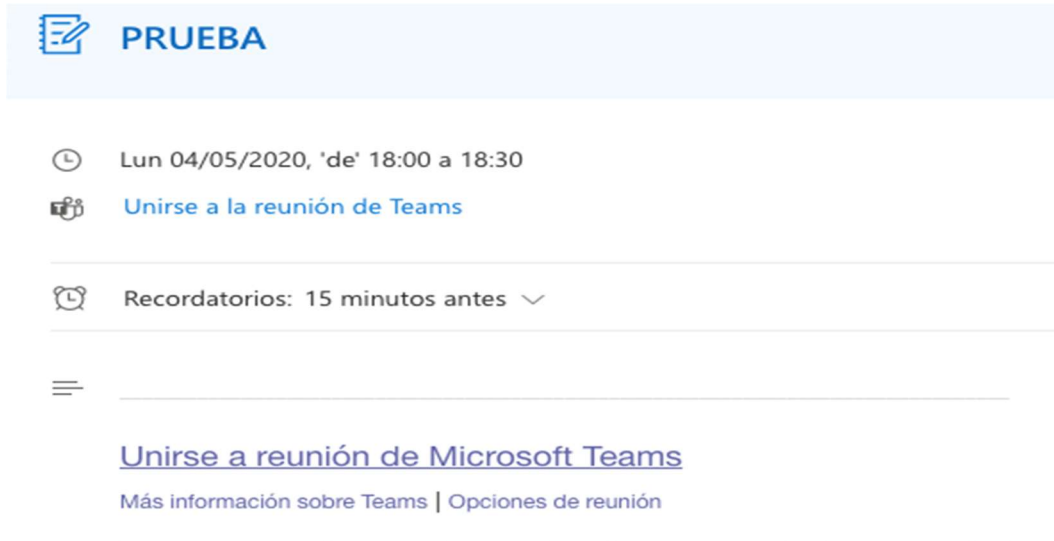 PRUEBA
Lun 04/05/2020, 'de' 18:00 a 18:30
Unirse a la reunión de Teams
Recordatorios: 15 minutos antes
Unirse a reunión de Microsoft Teams
Más información sobre Teams | Opciones de reunión